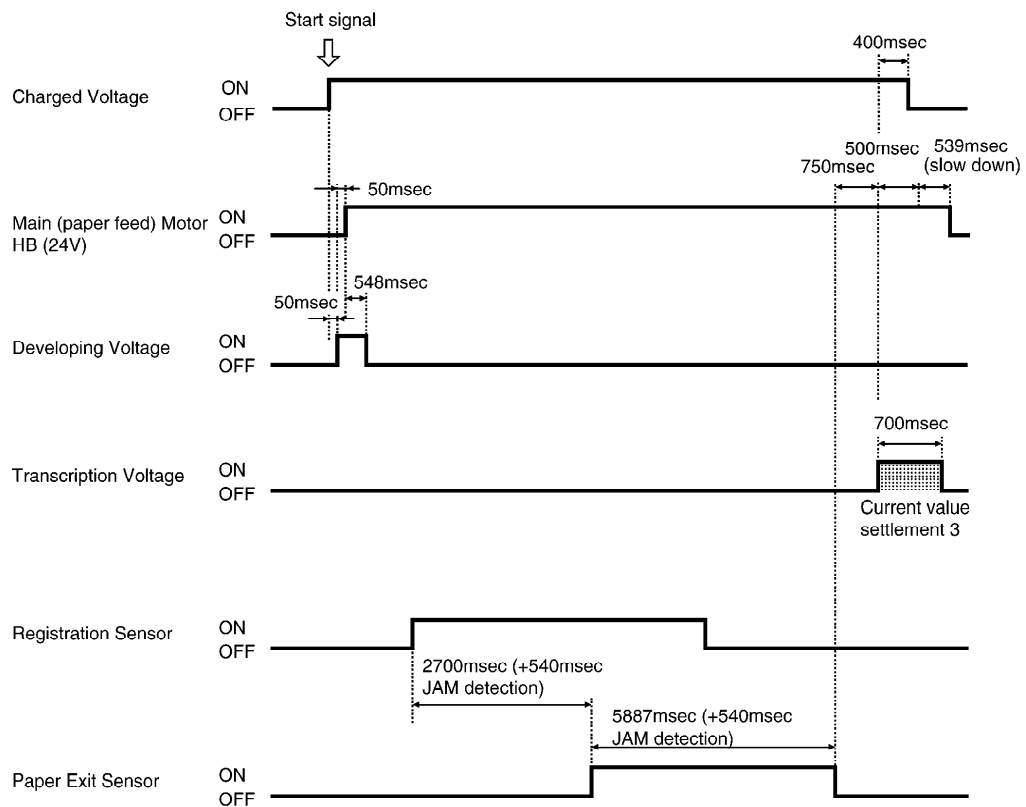 Start signal
400msec
Charged Voltage
ON
OFF
500msec
539msec
(slow down)
750msec
50msec
Main (paper feed) Motor
HB (24V)
ON
OFF
548msec
50msec
Developing Voltage
ON
OFF
700msec
Transcription Voltage
ON
OFF
Current value
settlement 3
Registration Sensor
ON
OFF
2700msec (+540msec
JAM detection)
5887msec (+540msec
JAM detection)
Paper Exit Sensor
ON
OFF